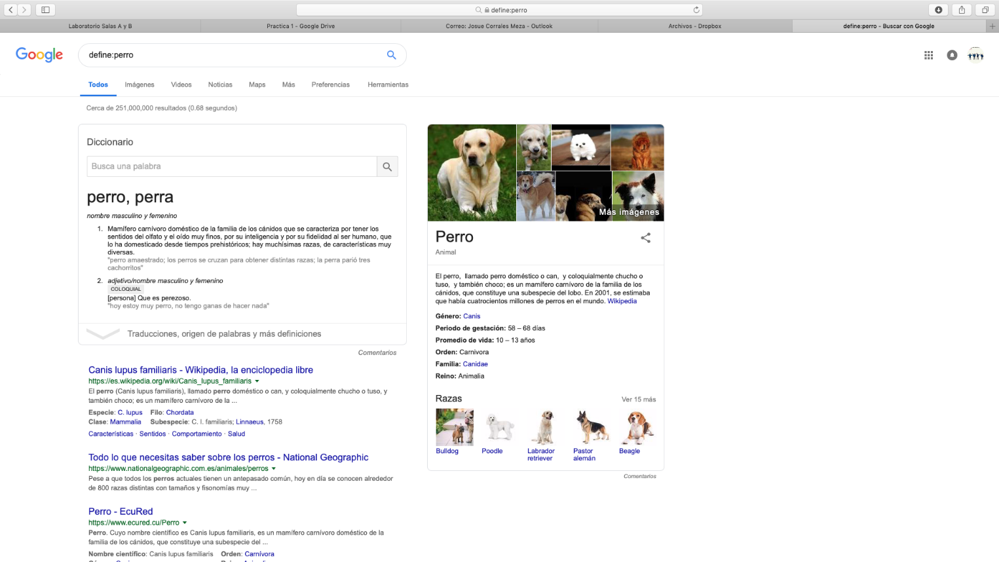 define:perro
Laboratorio Salas A y B
Practica 1 - Google Drive
Correo: Josue Corrales Meza - Outlook
Archivos - Dropbox
define:perro - Buscar con Google
Google
define:perro
Todos Imágenes Videos Noticias Maps Más Preferencias Herramientas
Cerca de 251,000,000 resultados (0.68 segundos)
Diccionario
Busca una palabra
perro, perra
nombre masculino y femenino
1. Mamífero carnívoro doméstico de la familia de los cánidos que se caracteriza por tener los
sentidos del olfato y el oído muy finos, por su inteligencia y por su fidelidad al ser humano, que
lo ha domesticado desde tiempos prehistóricos; hay muchísimas razas, de características muy
diversas.
"perro amaestrado; los perros se cruzan para obtener distintas razas; la perra parió tres
cachorritos"
2. adjetivo/nombre masculino y femenino
COLOQUIAL
[persona] Que es perezoso.
"hoy estoy muy perro, no tengo ganas de hacer nada"
Traducciones, origen de palabras y más definiciones
Comentarios
Canis lupus familiaris - Wikipedia, la enciclopedia libre
https://es.wikipedia.org/wiki/Canis_lupus_familiaris
El perro (Canis lupus familiaris), llamado perro doméstico o can, y coloquialmente chucho o tuso, y
también choco; es un mamífero carnívoro de la ...
Especie: C. lupus Filo: Chordata
Clase: Mammalia Subespecie: C. l. familiaris; Linnaeus, 1758
Características · Sentidos · Comportamiento · Salud
Todo lo que necesitas saber sobre los perros - National Geographic
https://www.nationalgeographic.com.es/animales/perros
Pese a que todos los perros actuales tienen un antepasado común, hoy en día se conocen alrededor
de 800 razas distintas con tamaños y fisonomías muy ...
Perro - EcuRed
https://www.ecured.cu/Perro
Perro. Cuyo nombre científico es Canis lupus familiaris, es un mamífero carnívoro doméstico de la
familia de los cánidos, que constituye una subespecie del ...
Nombre científico: Canis lupus familiaris Orden: Carnívora
Más imágenes
Perro
Animal
El perro, llamado perro doméstico o can, y coloquialmente chucho o
tuso, y también choco; es un mamífero carnívoro de la familia de los
cánidos, que constituye una subespecie del lobo. En 2001, se estimaba
que había cuatrocientos millones de perros en el mundo. Wikipedia
Género: Canis
Periodo de gestación: 58 – 68 días
Promedio de vida: 10 – 13 años
Orden: Carnivora
Familia: Canidae
Reino: Animalia
Razas
Ver 15 más
Bulldog
Poodle
Labrador
retriever
Pastor
alemán
Beagle
Comentarios